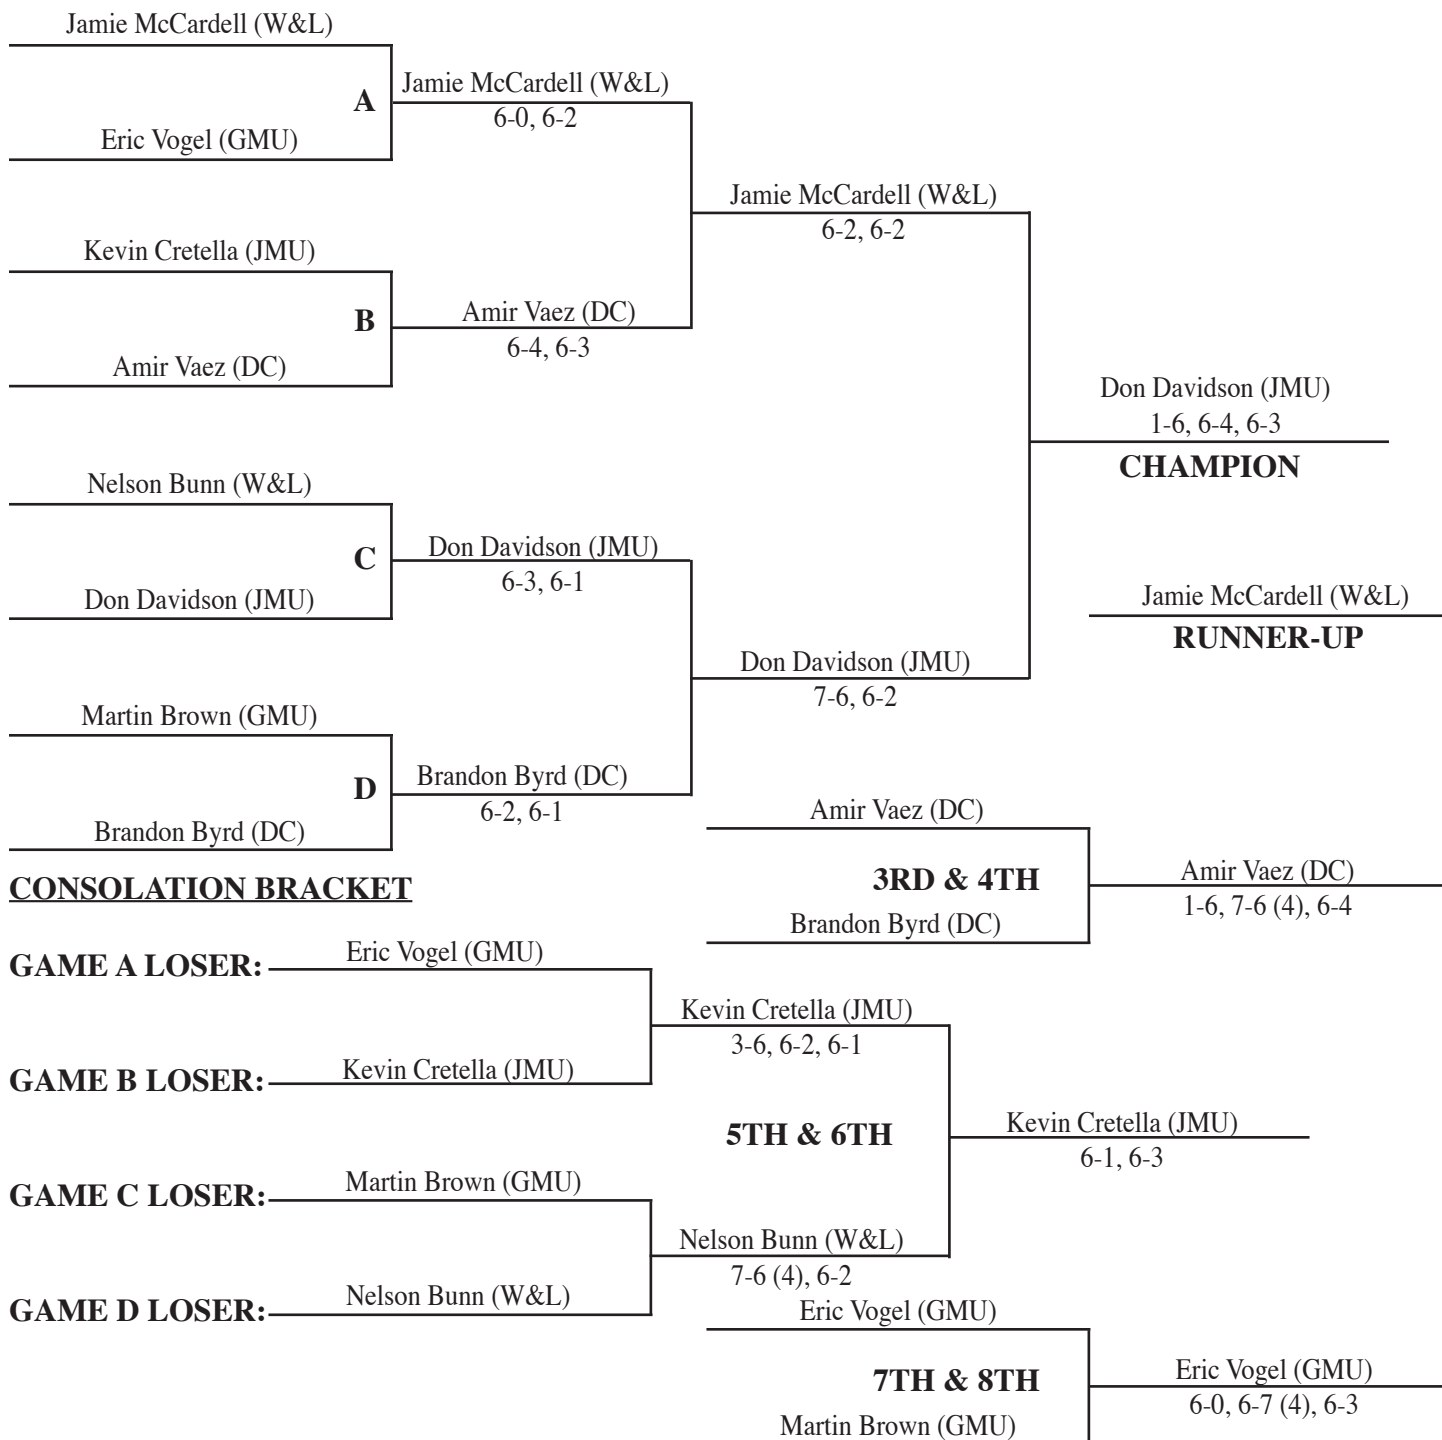 Jamie McCardell (W&L)
A
Eric Vogel (GMU)
Jamie McCardell (W&L)
6-0, 6-2
Kevin Cretella (JMU)
B
Amir Vaez (DC)
Amir Vaez (DC)
6-4, 6-3
Jamie McCardell (W&L)
6-2, 6-2
Nelson Bunn (W&L)
C
Don Davidson (JMU)
Don Davidson (JMU)
6-3, 6-1
Martin Brown (GMU)
D
Brandon Byrd (DC)
Brandon Byrd (DC)
6-2, 6-1
Don Davidson (JMU)
7-6, 6-2
Don Davidson (JMU)
1-6, 6-4, 6-3
CHAMPION
Jamie McCardell (W&L)
RUNNER-UP
Amir Vaez (DC)
3RD & 4TH
Brandon Byrd (DC)
Amir Vaez (DC)
1-6, 7-6 (4), 6-4
CONSOLATION BRACKET
GAME A LOSER: Eric Vogel (GMU)
GAME B LOSER: Kevin Cretella (JMU)
Kevin Cretella (JMU)
3-6, 6-2, 6-1
5TH & 6TH
GAME C LOSER: Martin Brown (GMU)
GAME D LOSER: Nelson Bunn (W&L)
Nelson Bunn (W&L)
7-6 (4), 6-2
Kevin Cretella (JMU)
6-1, 6-3
Eric Vogel (GMU)
7TH & 8TH
Martin Brown (GMU)
Eric Vogel (GMU)
6-0, 6-7 (4), 6-3